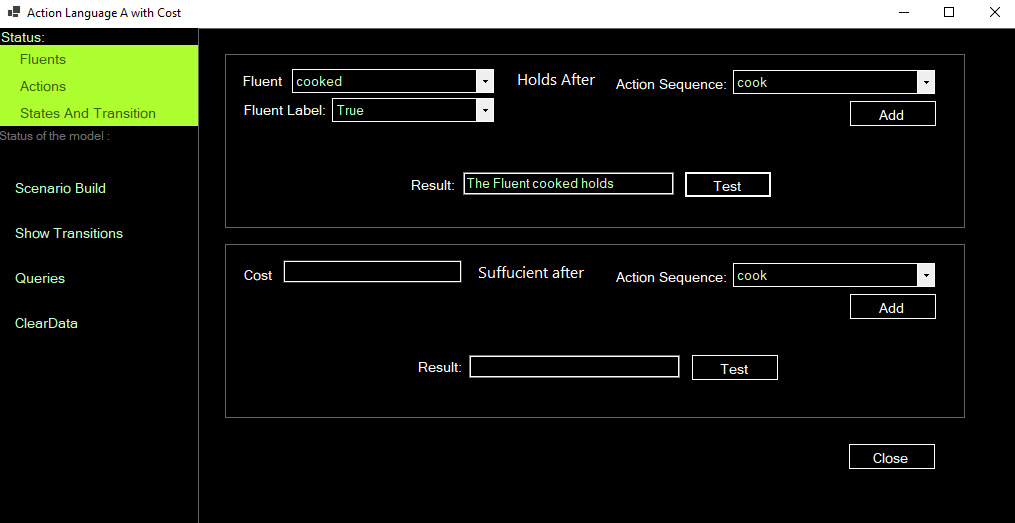 Action Language A with Cost
Status:
Fluents
Actions
States And Transition
Status of the model :
Scenario Build
Show Transitions
Queries
ClearData
Fluent cooked Holds After Action Sequence: cook
Fluent Label: True Add
Result: The Fluent cooked holds Test
Cost Suffucient after Action Sequence: cook
Add
Result: Test
Close